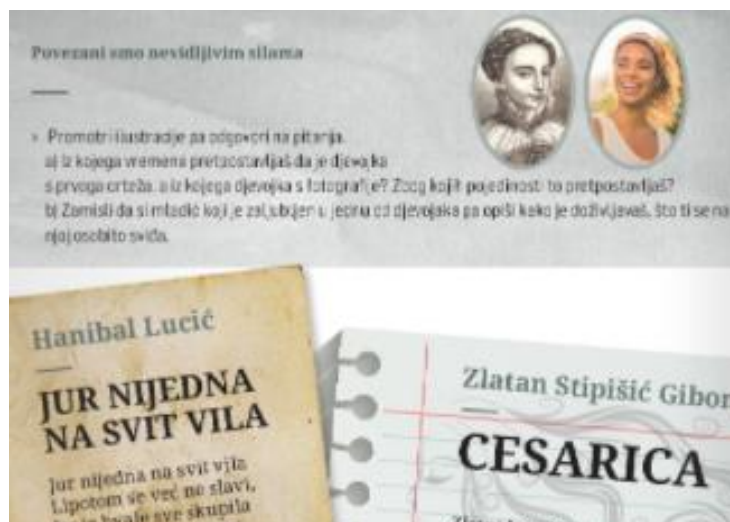 Povezani smo nevidljivim silama
» Promotri ilustracije pa odgovori na pitanja.
a) Iz kojega vremena pretpostavljaš da je djevojka
s prvoga crteža, a iz kojega djevojka s fotografije? Zbog kojih pojedinosti to pretpostavljaš?
b) Zamisli da si mladić koji je zaljubljen u jednu od djevojaka pa opiši kako je doživljavaš, što ti se na
njoj osobito sviđa.
Hanibal Lucić
JUR NIJEDNA
NA SVIT VILA
Jur nijedna na svit vila
Lipotom se već ne slavi,
hvale sve skupila
Zlatan Stipišić Gibon
CESARICA